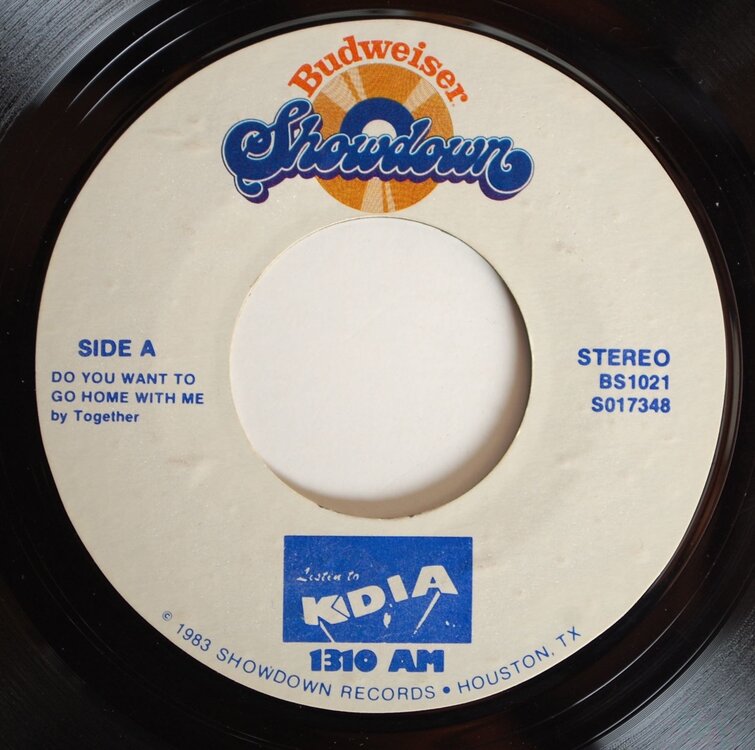 Budweiser
Showdown
SIDE A
DO YOU WANT TO
GO HOME WITH ME
by Together
STEREO
BS1021
S017348
Listen to
KDIA
1310 AM
© 1983 SHOWDOWN RECORDS • HOUSTON, TX